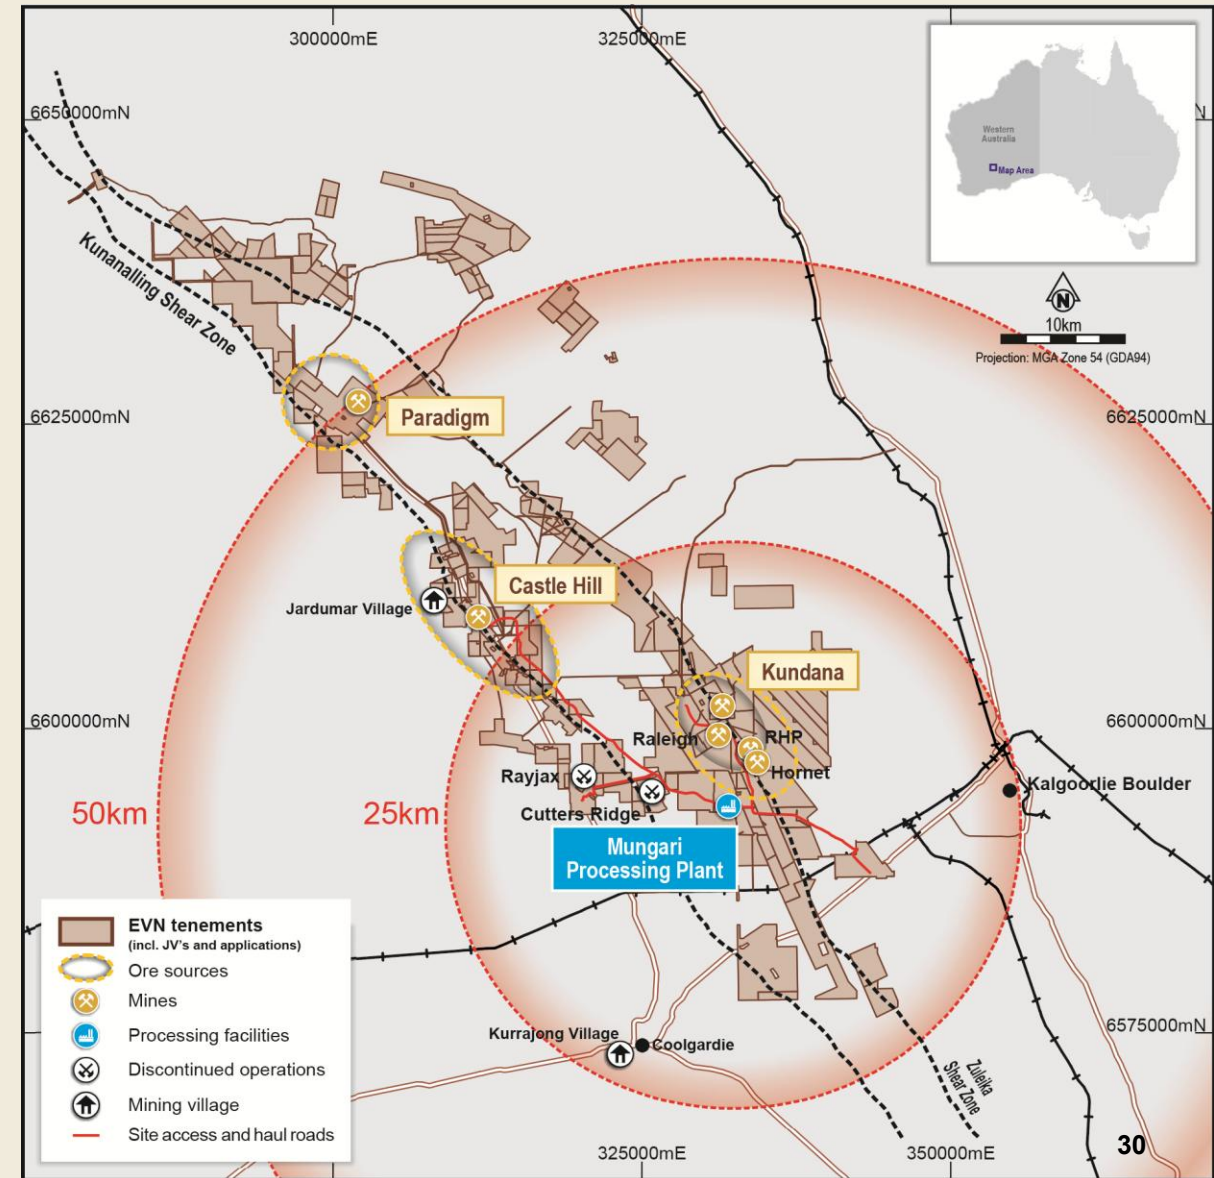 300000mE
325000mE
6650000mN
N
Western
Australia
Map Area
N
10km
Projection: MGA Zone 54 (GDA94)
Kunanalling Shear Zone
Paradigm
6625000mN
6625000mN
Castle Hill
Jardumar Village
Kundana
6600000mN
6600000mN
Raleigh
RHP
Hornet
Rayjax
Cutters Ridge
Kalgoorlie Boulder
50km
25km
Mungari
Processing Plant
EVN tenements
(incl. JV's and applications)
Ore sources
Mines
Processing facilities
Discontinued operations
Mining village
Site access and haul roads
Kurrajong Village
Coolgardie
6575000mN
Zuleika
Shear Zone
325000mE
350000mE
30